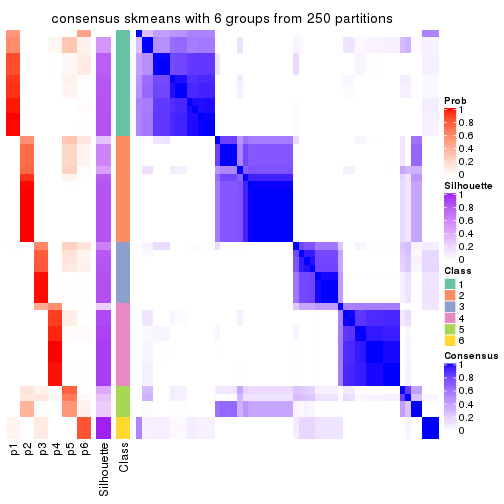 consensus skmeans with 6 groups from 250 partitions
Prob
1
0.8
0.6
0.4
0.2
0
Silhouette
1
0.8
0.6
0.4
0.2
0
Class
1
2
3
4
5
6
Consensus
1
0.8
0.6
0.4
0.2
0
p1
p2
p3
p4
p5
p6
Silhouette
Class